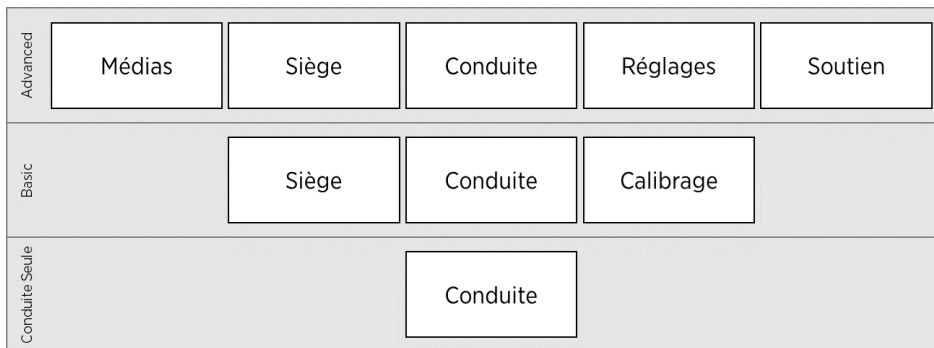 Advanced
Médias
Siège
Conduite
Réglages
Soutien
Basic
Siège
Conduite
Calibrage
Conduite Seule
Conduite